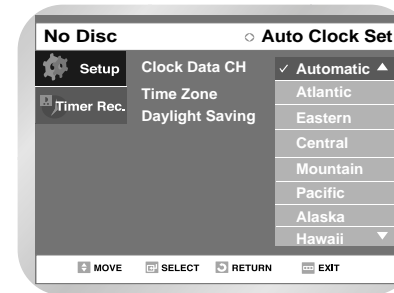 No Disc Auto Clock Set
Setup
Timer Rec.
Clock Data CH
Time Zone
Daylight Saving
✓ Automatic ▲
Atlantic
Eastern
Central
Mountain
Pacific
Alaska
Hawaii ▼
MOVE SELECT RETURN EXIT